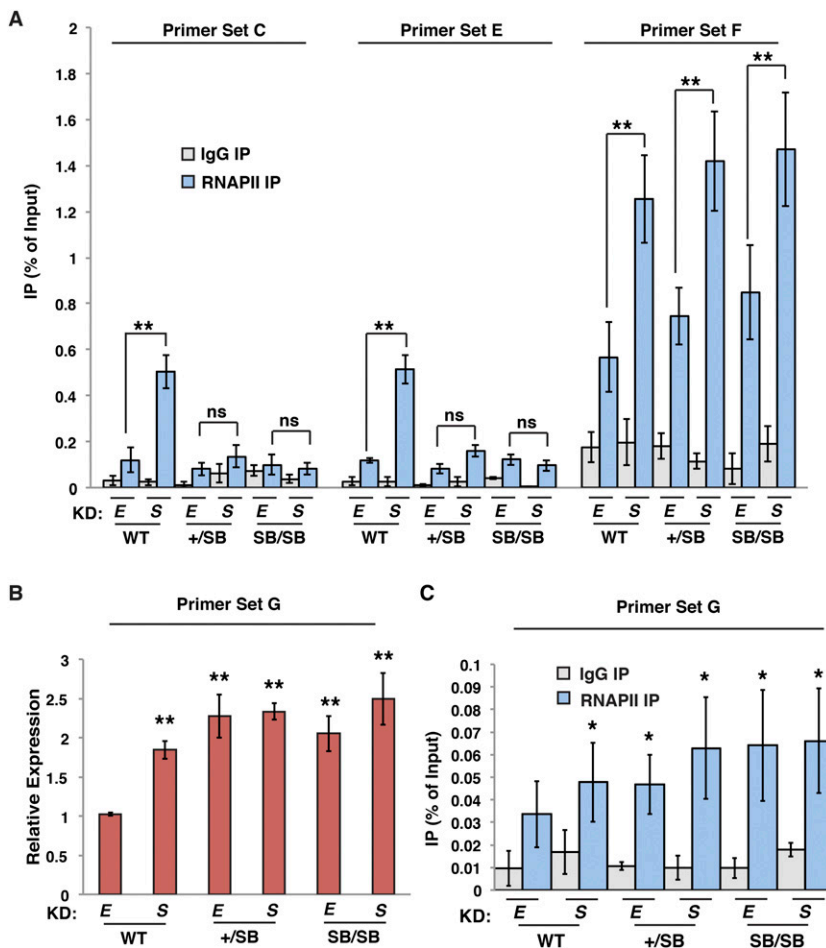 A
Primer Set C Primer Set E Primer Set F
2
1.8
1.6
1.4
1.2
1
0.8
0.6
0.4
0.2
0
IP (% of Input)
IgG IP
RNAPII IP
** ns ns ** ns ns ** ** **
KD: E S E S E S E S E S E S E S E S E S
WT +/SB SB/SB WT +/SB SB/SB WT +/SB SB/SB
B
Primer Set G
3
2.5
2
1.5
1
0.5
0
Relative Expression
** ** ** ** **
KD: E S E S E S
WT +/SB SB/SB
C
Primer Set G
0.1
0.09
0.08
0.07
0.06
0.05
0.04
0.03
0.02
0.01
0
IP (% of Input)
IgG IP
RNAPII IP
* * * * *
KD: E S E S E S
WT +/SB SB/SB